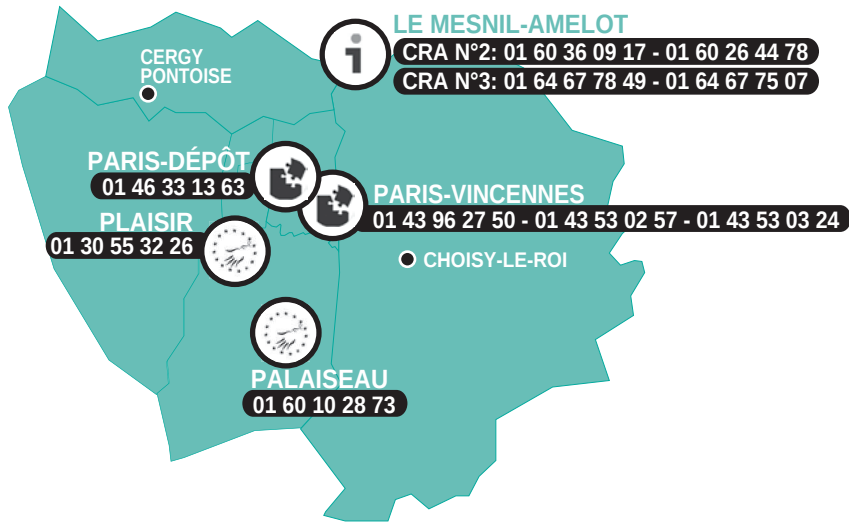 LE MESNIL-AMELOT
CRA N°2: 01 60 36 09 17 - 01 60 26 44 78
CRA N°3: 01 64 67 78 49 - 01 64 67 75 07
CERGY
PONTOISE
PARIS-DÉPÔT
01 46 33 13 63
PARIS-VINCENNES
01 43 96 27 50 - 01 43 53 02 57 - 01 43 53 03 24
PLAISIR
01 30 55 32 26
CHOISY-LE-ROI
PALAISEAU
01 60 10 28 73